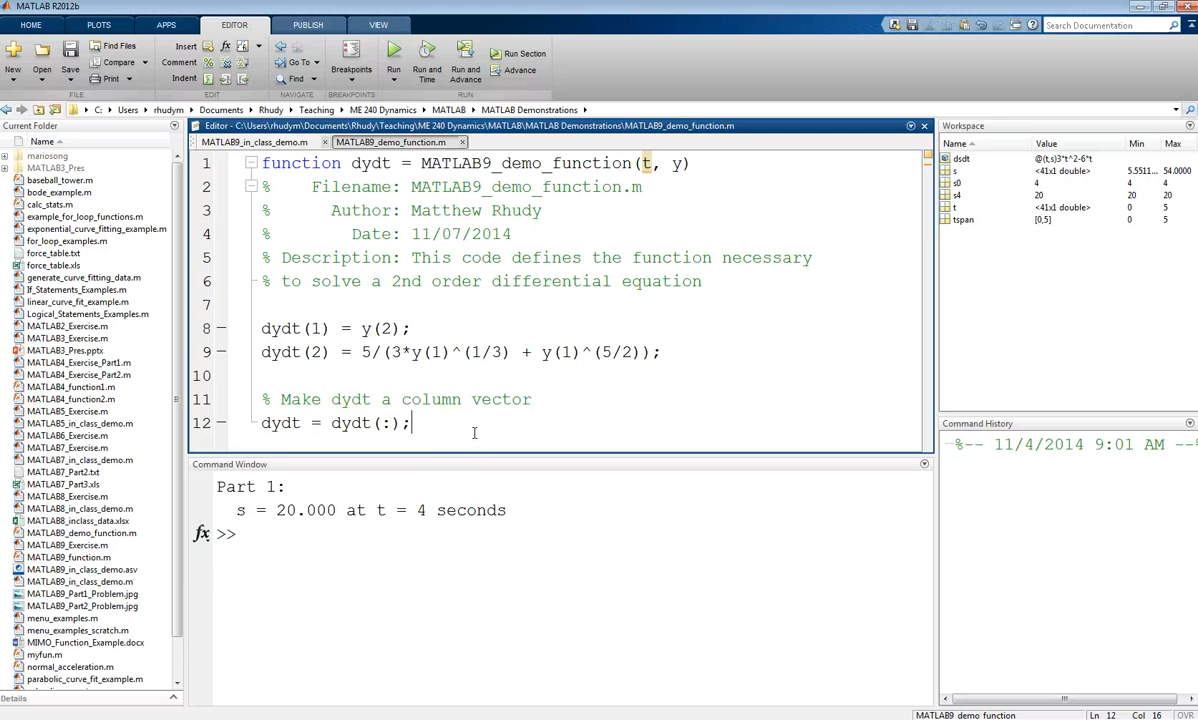 MATLAB R2012b
HOME PLOTS APPS EDITOR PUBLISH VIEW
Search Documentation
New Open Save
Find Files
Compare
Print
FILE
Insert
Comment
Indent
EDIT
Go To
Find
NAVIGATE
Breakpoints
BREAKPOINTS
Run
Run and Time
Run and Advance
Run Section
Advance
RUN
C: Users rhudym Documents Rhudy Teaching ME 240 Dynamics MATLAB MATLAB Demonstrations
Current Folder
Name
mariosong
MATLAB3_Pres
baseball_tower.m
bode_example.m
calc_stats.m
example_for_loop_functions.m
exponential_curve_fitting_example.m
for_loop_examples.m
force_table.txt
force_table.xls
generate_curve_fitting_data.m
If_Statements_Examples.m
linear_curve_fit_example.m
Logical_Statements_Examples.m
MATLAB2_Exercise.m
MATLAB3_Exercise.m
MATLAB3_Pres.pptx
MATLAB4_Exercise_Part1.m
MATLAB4_Exercise_Part2.m
MATLAB4_function1.m
MATLAB5_Exercise.m
MATLAB5_in_class_demo.m
MATLAB6_Exercise.m
MATLAB7_Exercise.m
MATLAB7_in_class_demo.m
MATLAB7_Part2.txt
MATLAB7_Part3.xls
MATLAB8_Exercise.m
MATLAB8_in_class_demo.m
MATLAB8_inclass_data.xlsx
MATLAB9_demo_function.m
MATLAB9_Exercise.m
MATLAB9_function.m
MATLAB9_in_class_demo.asv
MATLAB9_in_class_demo.m
MATLAB9_Part1_Problem.jpg
MATLAB9_Part2_Problem.jpg
menu_examples.m
menu_examples_scratch.m
MIMO_Function_Example.docx
myfun.m
normal_acceleration.m
parabolic_curve_fit_example.m
Details
Editor - C:\Users\rhudym\Documents\Rhudy\Teaching\ME 240 Dynamics\MATLAB\MATLAB Demonstrations\MATLAB9_demo_function.m
MATLAB9_in_class_demo.m MATLAB9_demo_function.m
1 function dydt = MATLAB9_demo_function(t, y)
2 % Filename: MATLAB9_demo_function.m
3 % Author: Matthew Rhudy
4 % Date: 11/07/2014
5 % Description: This code defines the function necessary
6 % to solve a 2nd order differential equation
7
8 dydt(1) = y(2);
9 dydt(2) = 5/(3*y(1)^(1/3) + y(1)^(5/2));
10
11 % Make dydt a column vector
12 dydt = dydt(:);
Command Window
Part 1:
s = 20.000 at t = 4 seconds
fx >>
Workspace
Name Value Min Max
dsdt @(t,s)3*t^2-6*t
s <41x1 double> 5.5511... 54.0000
s0 4 4 4
s4 20 20 20
t <41x1 double> 0 5
tspan [0,5] 0 5
Command History
%-- 11/4/2014 9:01 AM --%
MATLAB9_demo_function Ln 12 Col 16 OVR